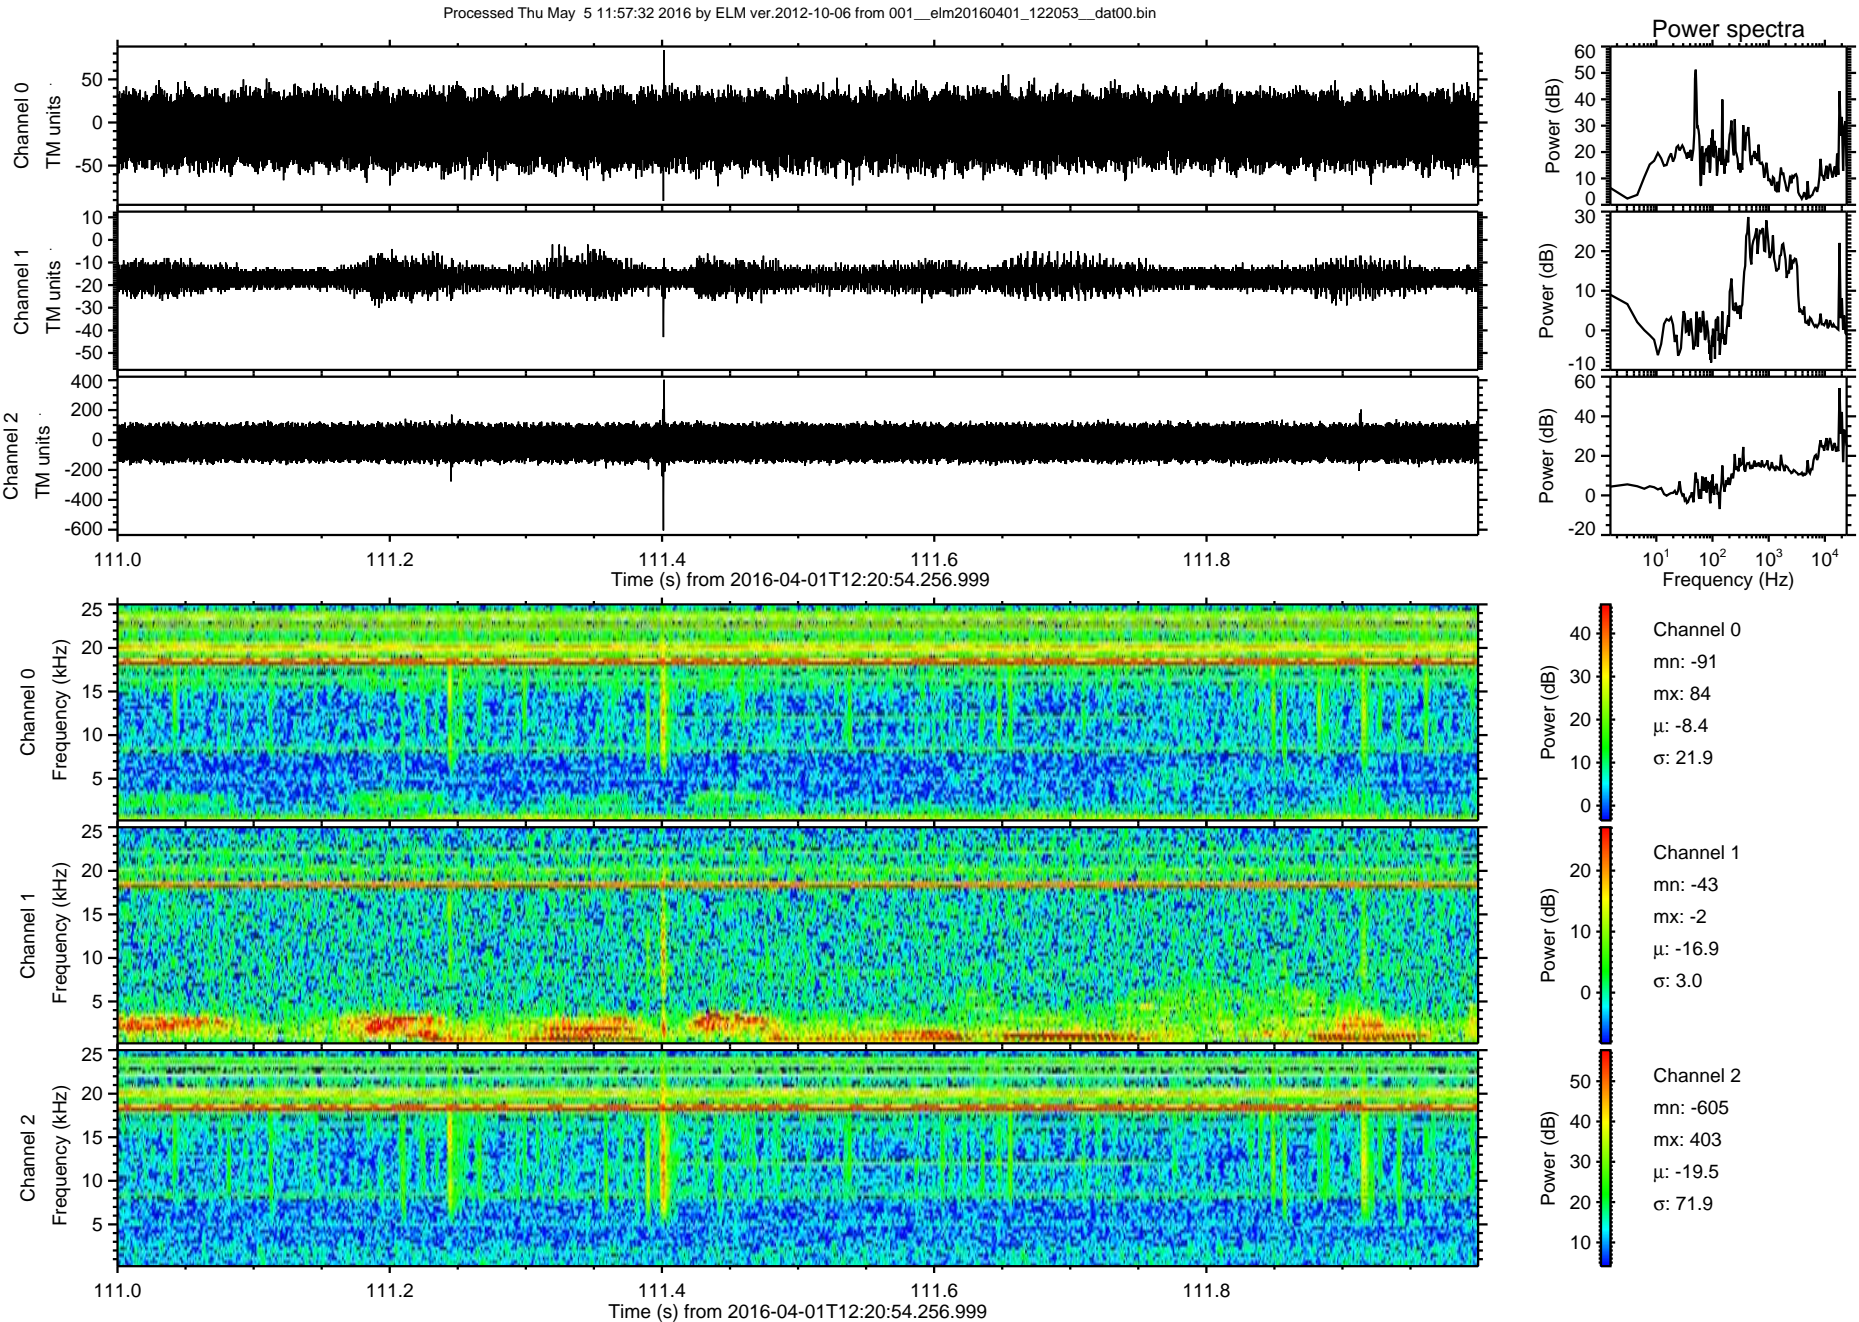 Processed Thu May  5 11:57:32 2016 by ELM ver.2012-10-06 from 001__elm20160401_122053__dat00.bin
Power spectra
Channel 0
TM units
50
0
-50
Power (dB)
60
50
40
30
20
10
0
Channel 1
TM units
10
0
-10
-20
-30
-40
-50
Power (dB)
30
20
10
0
-10
Channel 2
TM units
400
200
0
-200
-400
-600
Power (dB)
60
40
20
0
-20
111.0 111.2 111.4 111.6 111.8
Time (s) from 2016-04-01T12:20:54.256.999
10¹ 10² 10³ 10⁴
Frequency (Hz)
Channel 0
Frequency (kHz)
25
20
15
10
5
Power (dB)
40
30
20
10
0
Channel 0
mn: -91
mx: 84
μ: -8.4
σ: 21.9
Channel 1
Frequency (kHz)
25
20
15
10
5
Power (dB)
20
10
0
Channel 1
mn: -43
mx: -2
μ: -16.9
σ: 3.0
Channel 2
Frequency (kHz)
25
20
15
10
5
Power (dB)
50
40
30
20
10
Channel 2
mn: -605
mx: 403
μ: -19.5
σ: 71.9
111.0 111.2 111.4 111.6 111.8
Time (s) from 2016-04-01T12:20:54.256.999